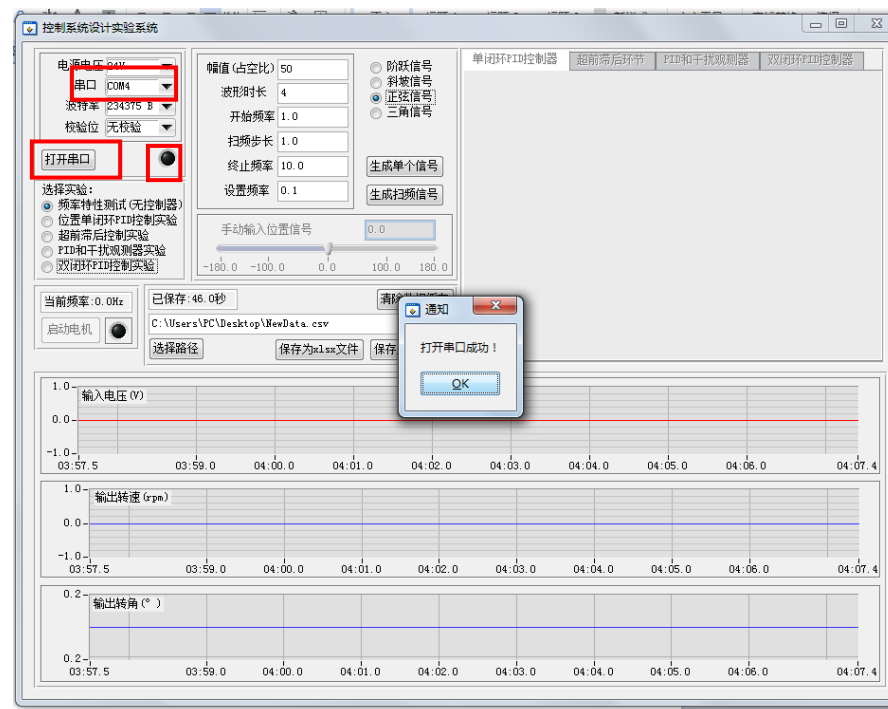 控制系统设计实验系统
电源电压 24V
串口 COM4
波特率 234375 B
校验位 无校验
打开串口
选择实验:
频率特性测试(无控制器)
位置单闭环PID控制实验
超前滞后控制实验
PID和干扰观测器实验
双闭环PID控制实验
幅值(占空比) 50
波形时长 4
开始频率 1.0
扫频步长 1.0
终止频率 10.0
设置频率 0.1
阶跃信号
斜坡信号
正弦信号
三角信号
生成单个信号
生成扫频信号
手动输入位置信号 0.0
-180.0 -100.0 0.0 100.0 180.0
单闭环PID控制器 超前滞后环节 PID和干扰观测器 双闭环PID控制器
当前频率:0.0Hz
启动电机
已保存:46.0秒
C:\Users\PC\Desktop\NewData.csv
选择路径 保存为xlsx文件 保存
通知
打开串口成功!
OK
输入电压(V)
1.0
0.0
-1.0
03:57.5 03:59.0 04:00.0 04:01.0 04:02.0 04:03.0 04:04.0 04:05.0 04:06.0 04:07.4
输出转速(rpm)
1.0
0.0
-1.0
03:57.5 03:59.0 04:00.0 04:01.0 04:02.0 04:03.0 04:04.0 04:05.0 04:06.0 04:07.4
输出转角(°)
0.2
0.2
03:57.5 03:59.0 04:00.0 04:01.0 04:02.0 04:03.0 04:04.0 04:05.0 04:06.0 04:07.4